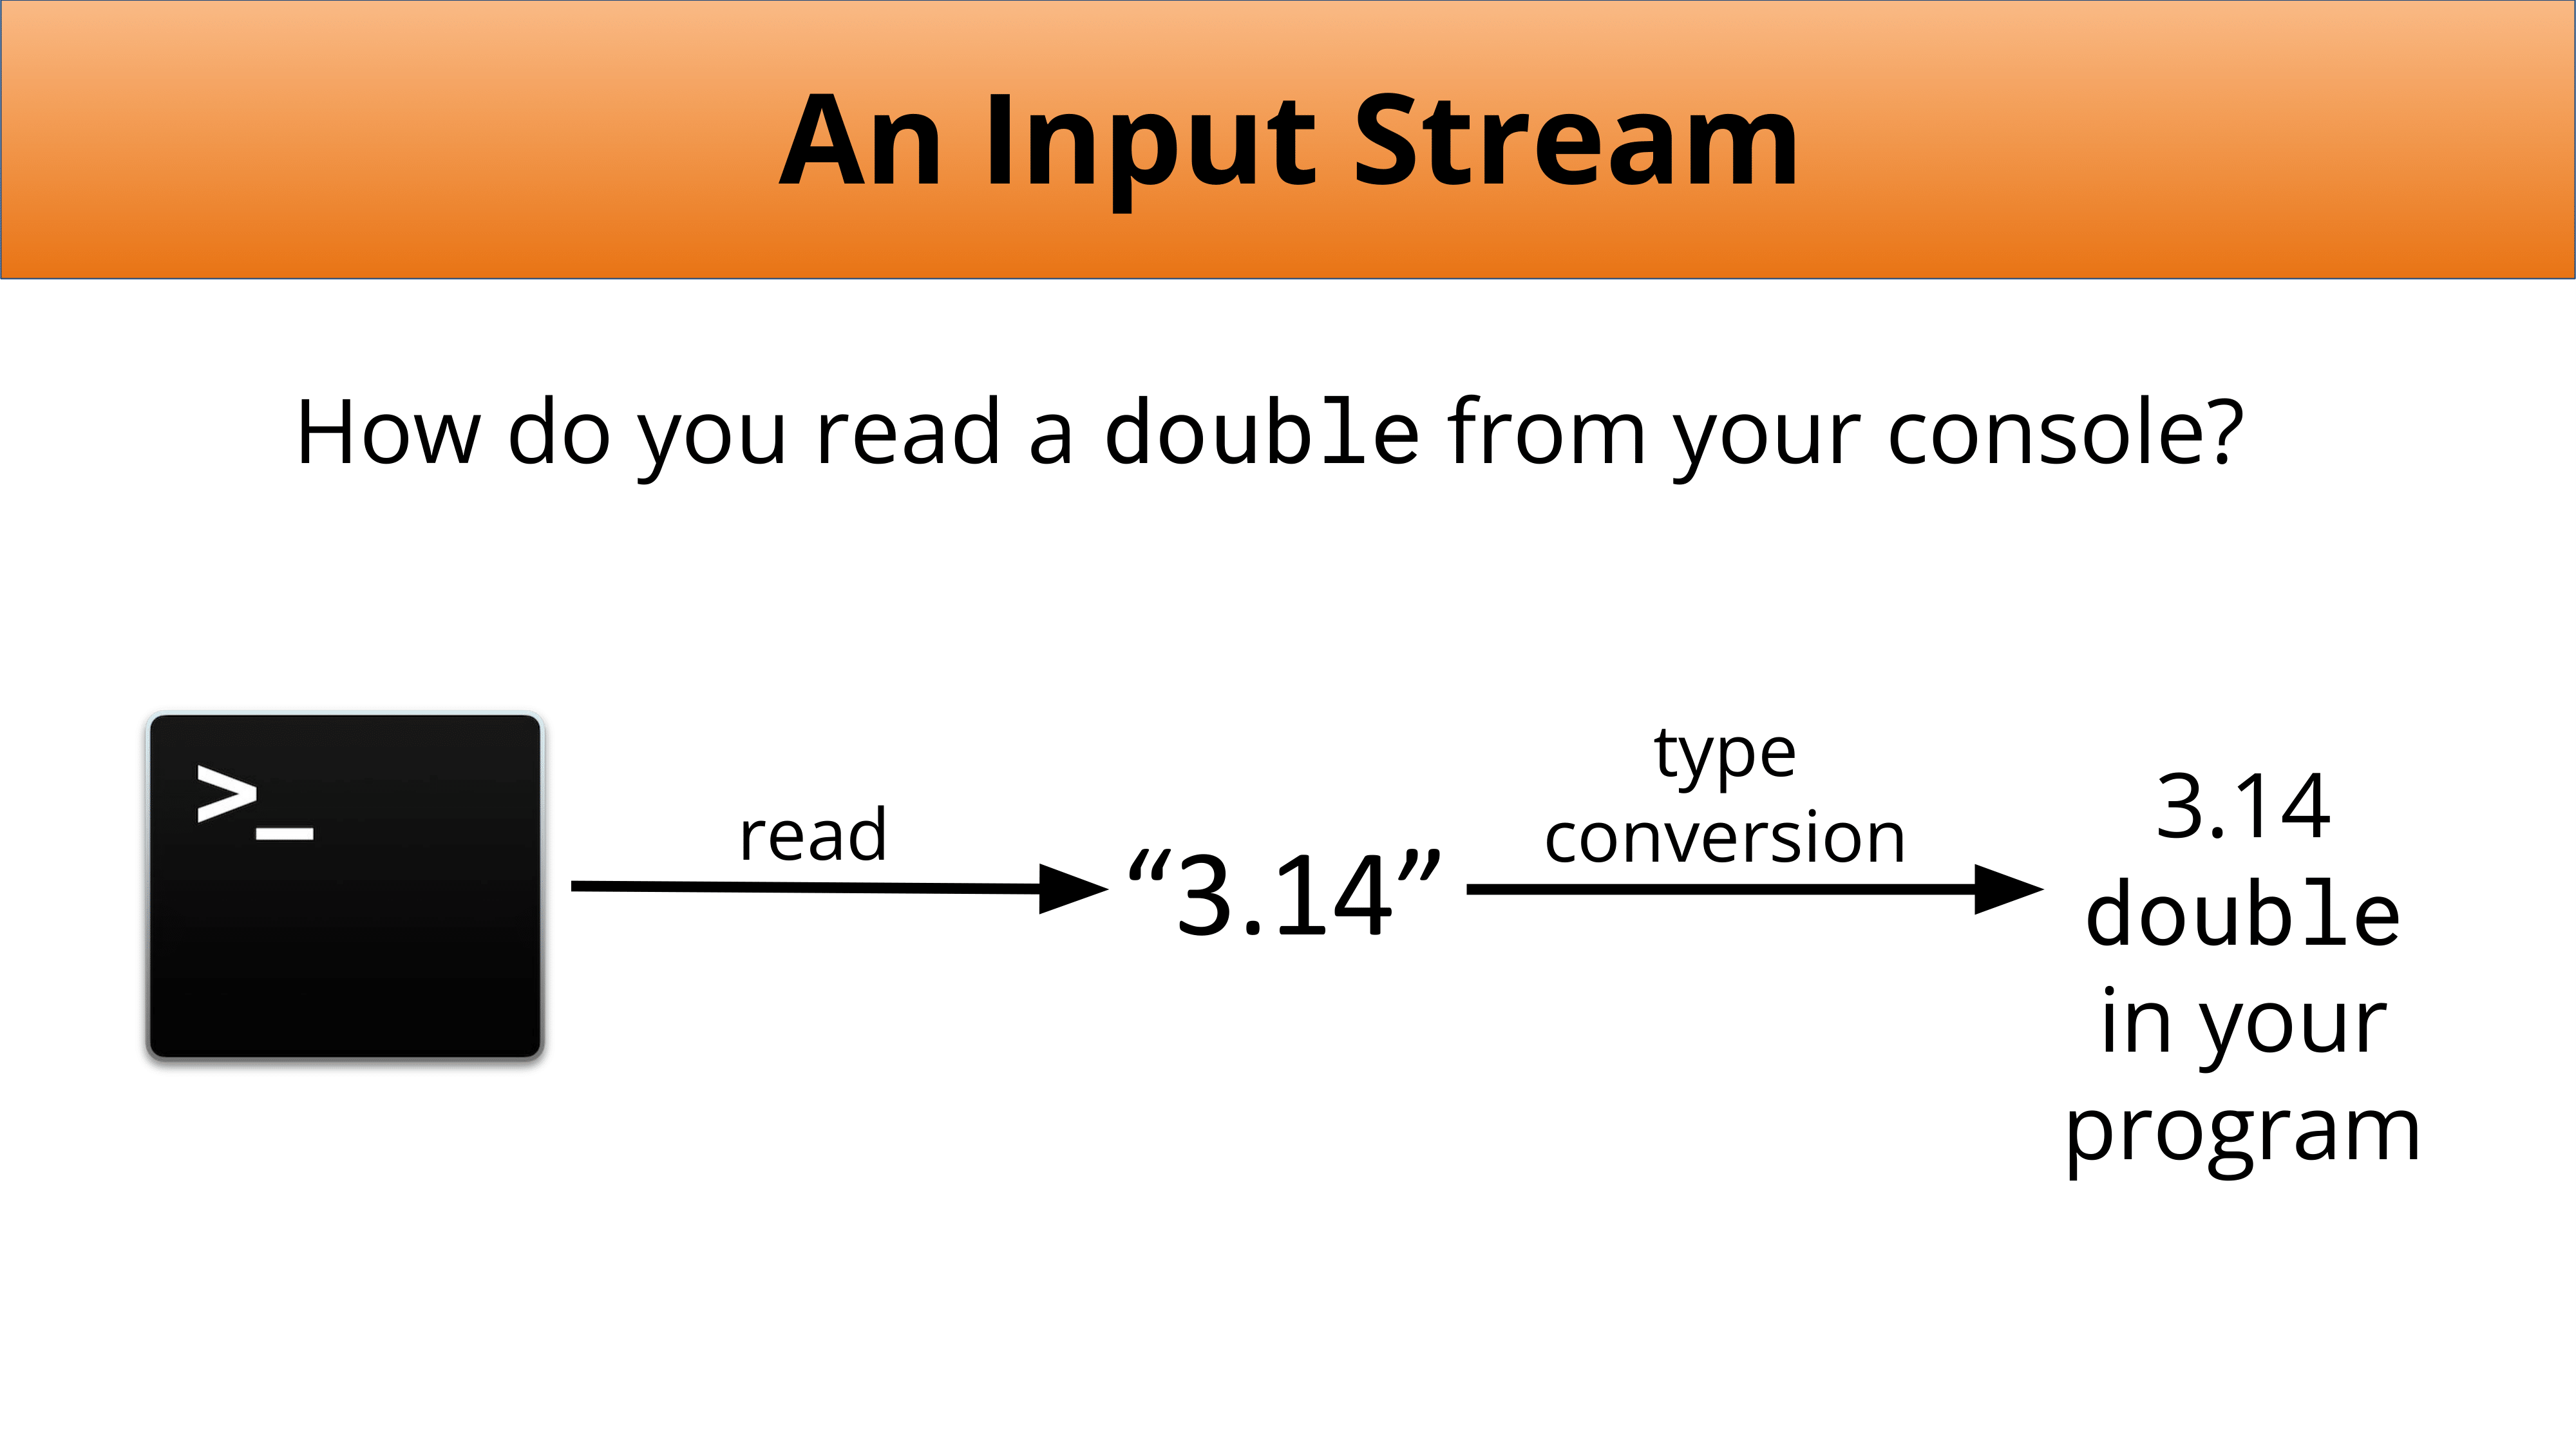 An Input Stream
How do you read a double from your console?
>_
read
“3.14”
type
conversion
3.14
double
in your
program